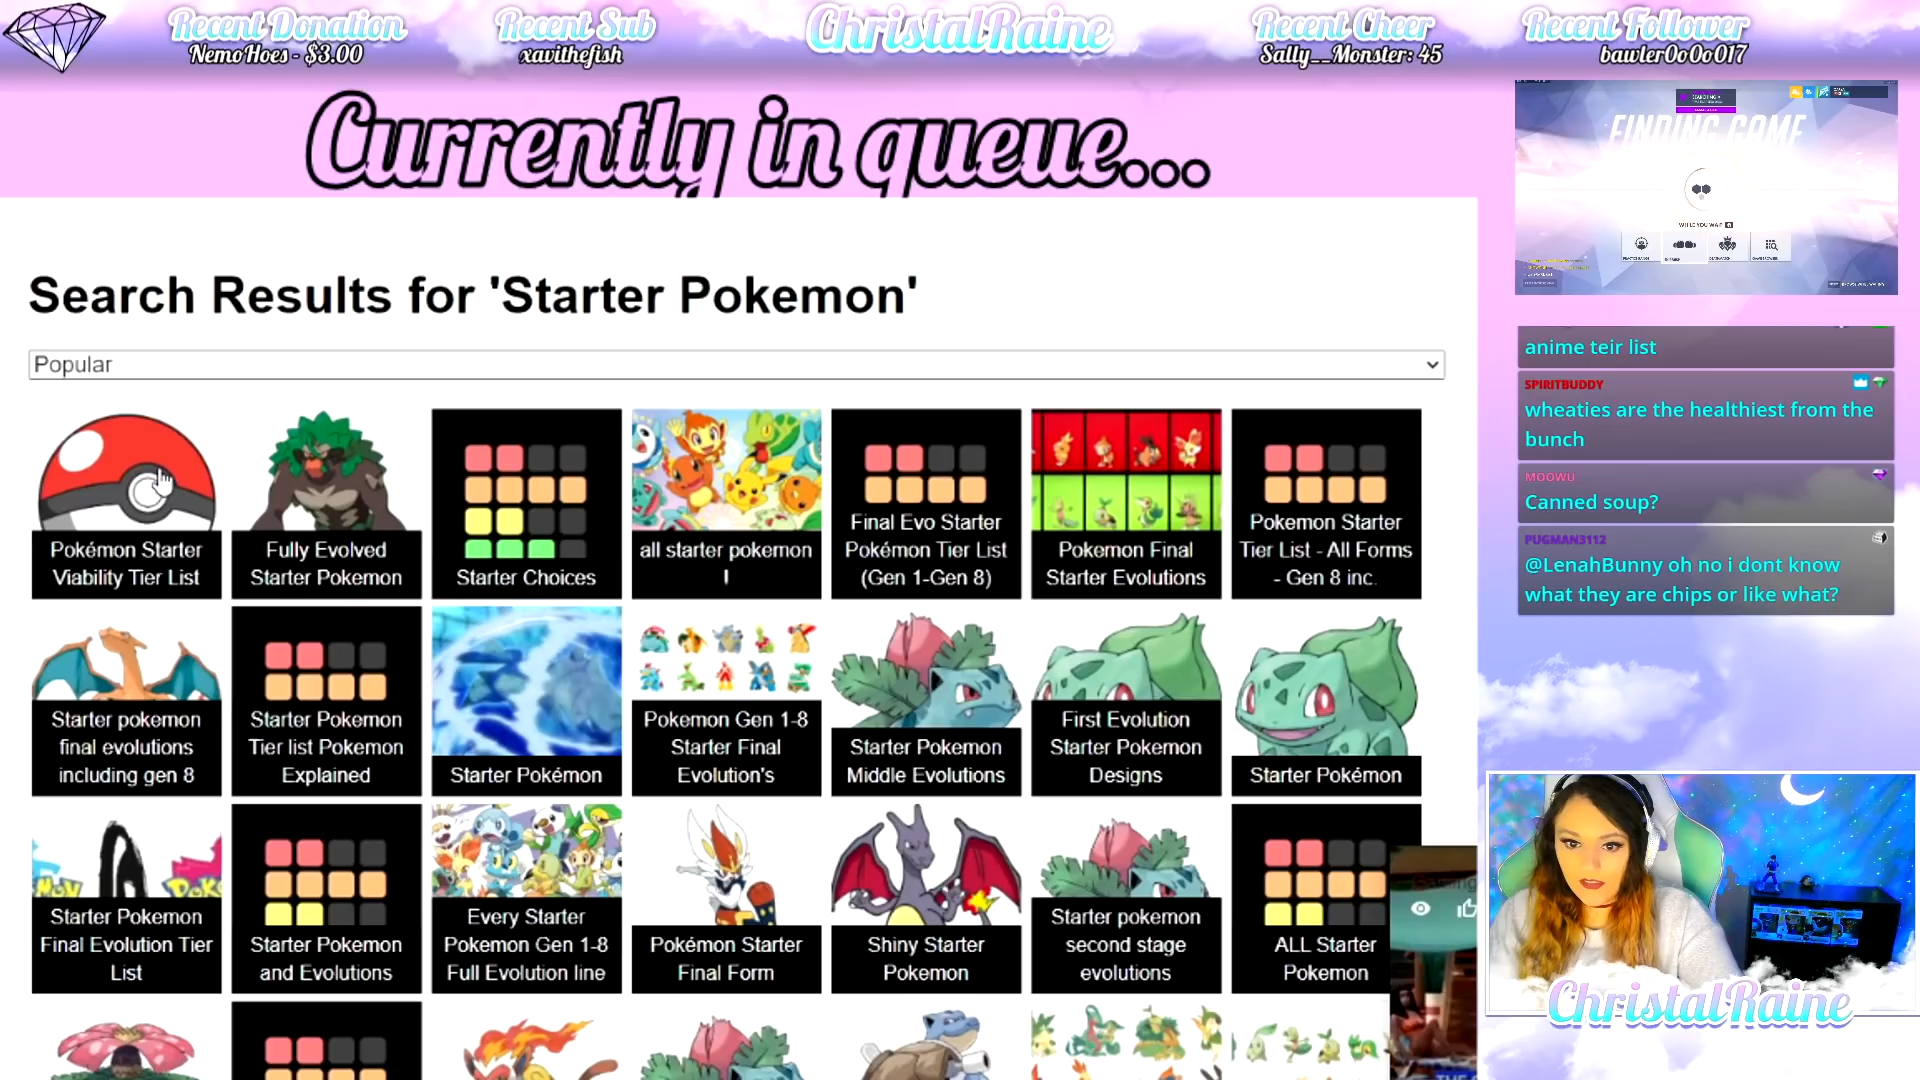 Recent Donation
NemoHoes - $3.00
Recent Sub
xavithefish
ChristalRaine
Recent Cheer
Sally__Monster: 45
Recent Follower
bawler0o0o017
Currently in queue...
FINDING GAME
Search Results for 'Starter Pokemon'
Popular
Pokémon Starter
Viability Tier List
Fully Evolved
Starter Pokemon
Starter Choices
all starter pokemon
!
Final Evo Starter
Pokémon Tier List
(Gen 1-Gen 8)
Pokemon Final
Starter Evolutions
Pokemon Starter
Tier List - All Forms
- Gen 8 inc.
Starter pokemon
final evolutions
including gen 8
Starter Pokemon
Tier list Pokemon
Explained
Starter Pokémon
Pokemon Gen 1-8
Starter Final
Evolution's
Starter Pokemon
Middle Evolutions
First Evolution
Starter Pokemon
Designs
Starter Pokémon
Starter Pokemon
Final Evolution Tier
List
Starter Pokemon
and Evolutions
Every Starter
Pokemon Gen 1-8
Full Evolution line
Pokémon Starter
Final Form
Shiny Starter
Pokemon
Starter pokemon
second stage
evolutions
ALL Starter
Pokemon
anime teir list
SPIRITBUDDY
wheaties are the healthiest from the
bunch
MOOWU
Canned soup?
PUGMAN3112
@LenahBunny oh no i dont know
what they are chips or like what?
ChristalRaine